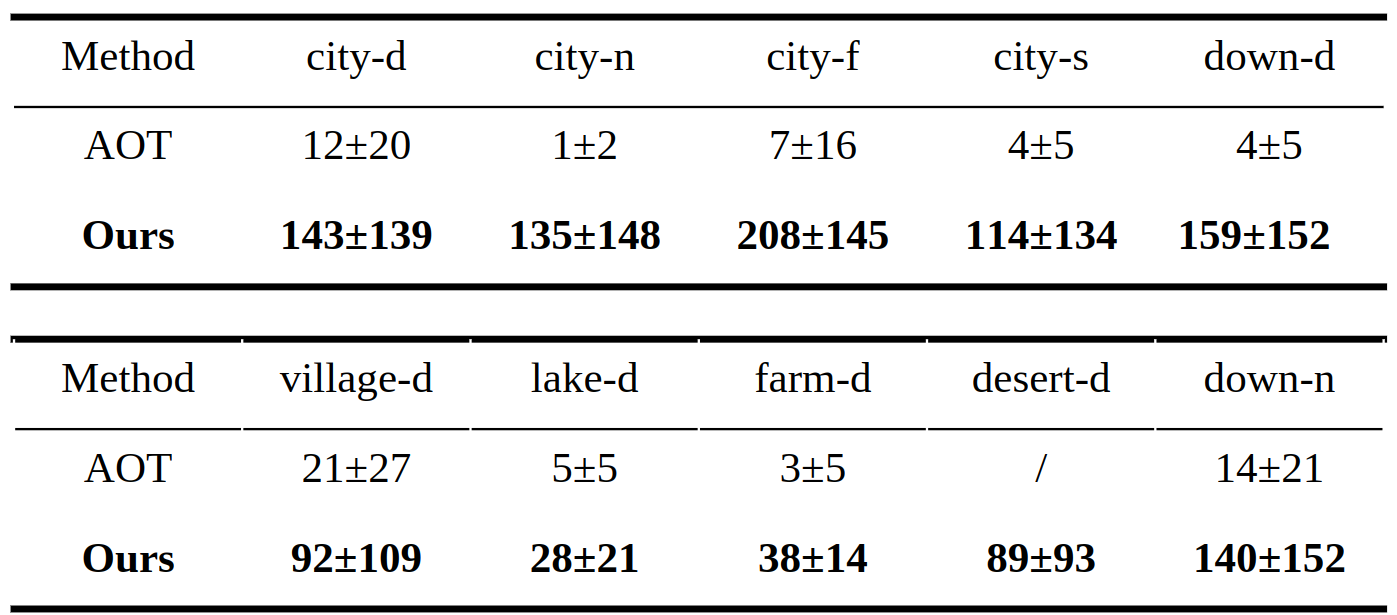 Method city-d city-n city-f city-s down-d
AOT 12±20 1±2 7±16 4±5 4±5
Ours 143±139 135±148 208±145 114±134 159±152
Method village-d lake-d farm-d desert-d down-n
AOT 21±27 5±5 3±5 / 14±21
Ours 92±109 28±21 38±14 89±93 140±152